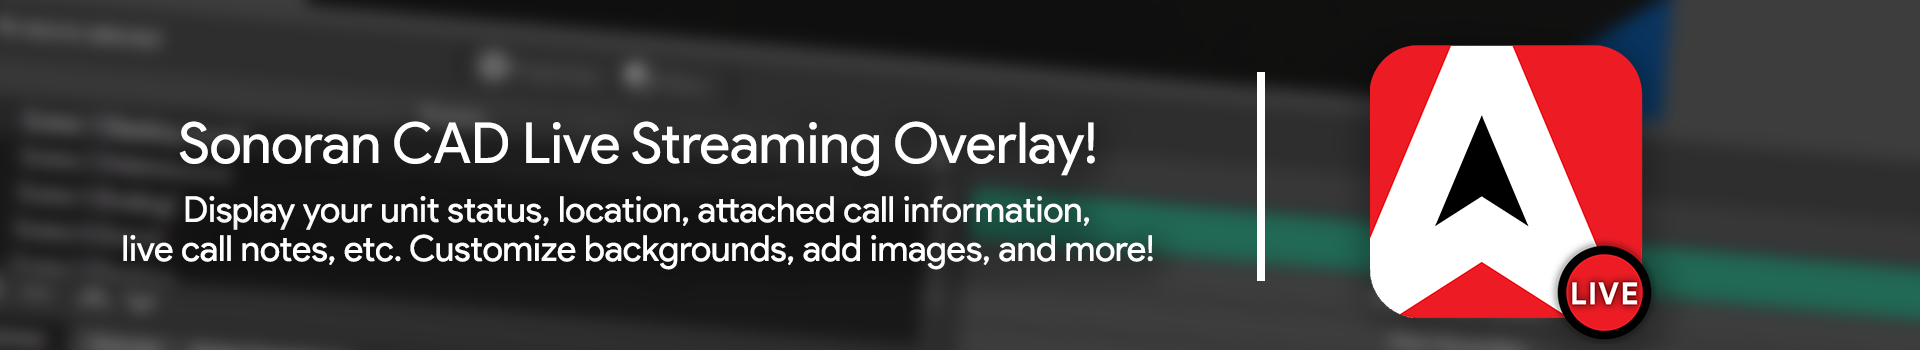 Sonoran CAD Live Streaming Overlay!
Display your unit status, location, attached call information,
live call notes, etc. Customize backgrounds, add images, and more!
LIVE